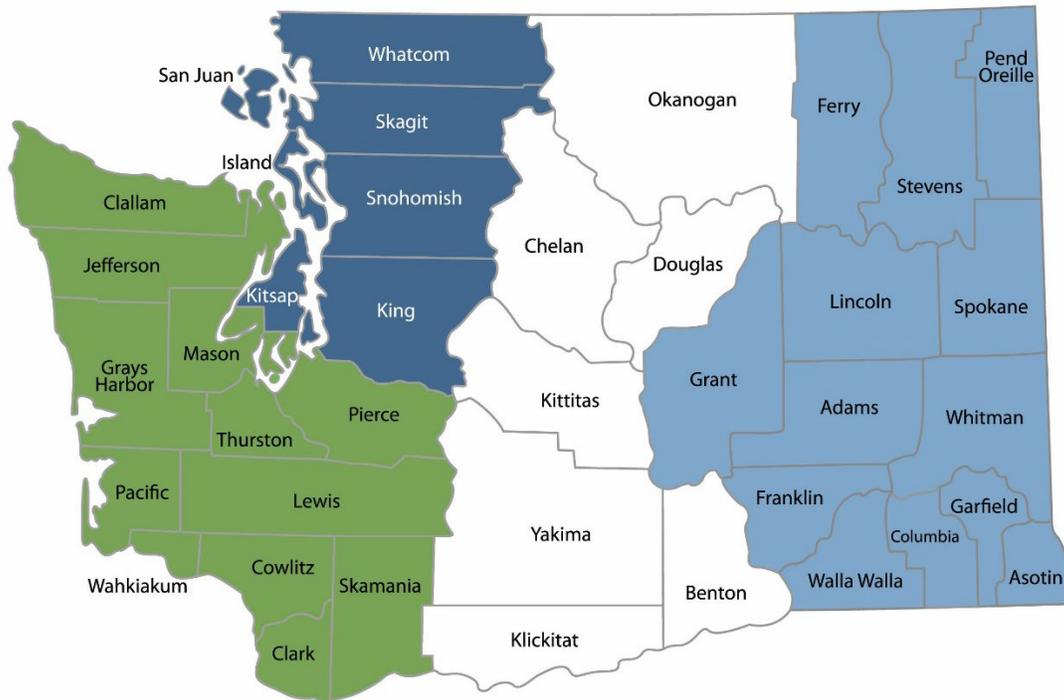 Whatcom
San Juan
Pend
Oreille
Okanogan
Ferry
Skagit
Island
Stevens
Snohomish
Clallam
Chelan
Douglas
Jefferson
Kitsap
Lincoln
Spokane
King
Mason
Grays
Harbor
Grant
Kittitas
Adams
Whitman
Pierce
Thurston
Pacific
Lewis
Franklin
Garfield
Yakima
Columbia
Cowlitz
Wahkiakum
Skamania
Walla Walla
Asotin
Benton
Klickitat
Clark